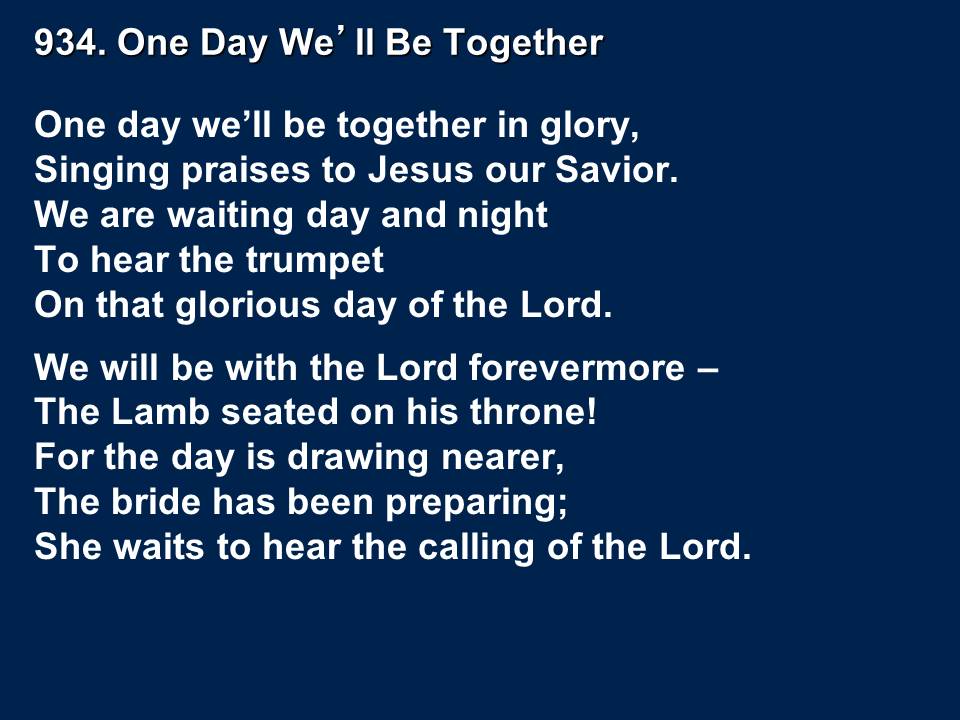 934. One Day We’ ll Be Together
One day we’ll be together in glory,
Singing praises to Jesus our Savior.
We are waiting day and night
To hear the trumpet
On that glorious day of the Lord.
We will be with the Lord forevermore –
The Lamb seated on his throne!
For the day is drawing nearer,
The bride has been preparing;
She waits to hear the calling of the Lord.